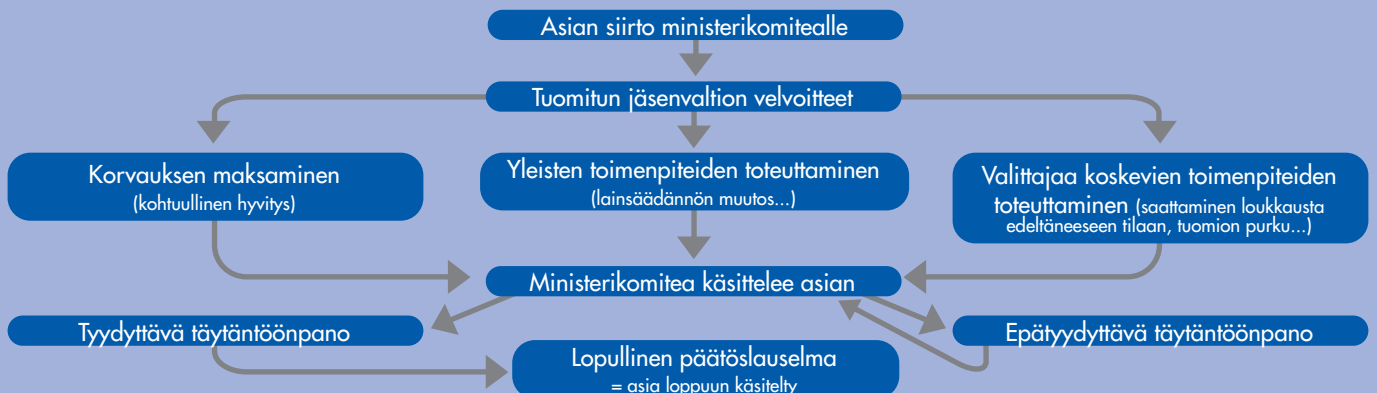 Asian siirto ministerikomitealle
Tuomitun jäsenvaltion velvoitteet
Korvauksen maksaminen
(kohtuullinen hyvitys)
Yleisten toimenpiteiden toteuttaminen
(lainsäädännön muutos...)
Valittajaa koskevien toimenpiteiden
toteuttaminen (saattaminen loukkausta
edeltäneeseen tilaan, tuomion purku...)
Ministerikomitea käsittelee asian
Tyydyttävä täytäntöönpano
Epätyydyttävä täytäntöönpano
Lopullinen päätöslauselma
= asia loppuun käsitelty